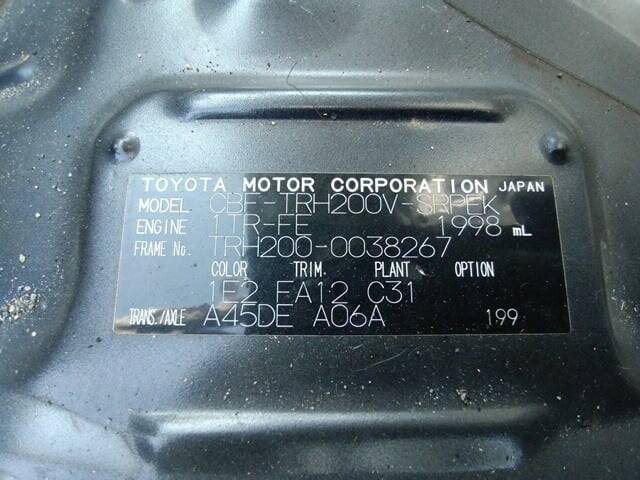 TOYOTA MOTOR CORPORATION JAPAN
MODEL CBF-TRH200V-SRPEK
ENGINE 1TR-FE 1998 mL
FRAME No. TRH200-0038267
COLOR TRIM. PLANT OPTION
1E2 FA12 C31
TRANS./AXLE A45DE A06A 199